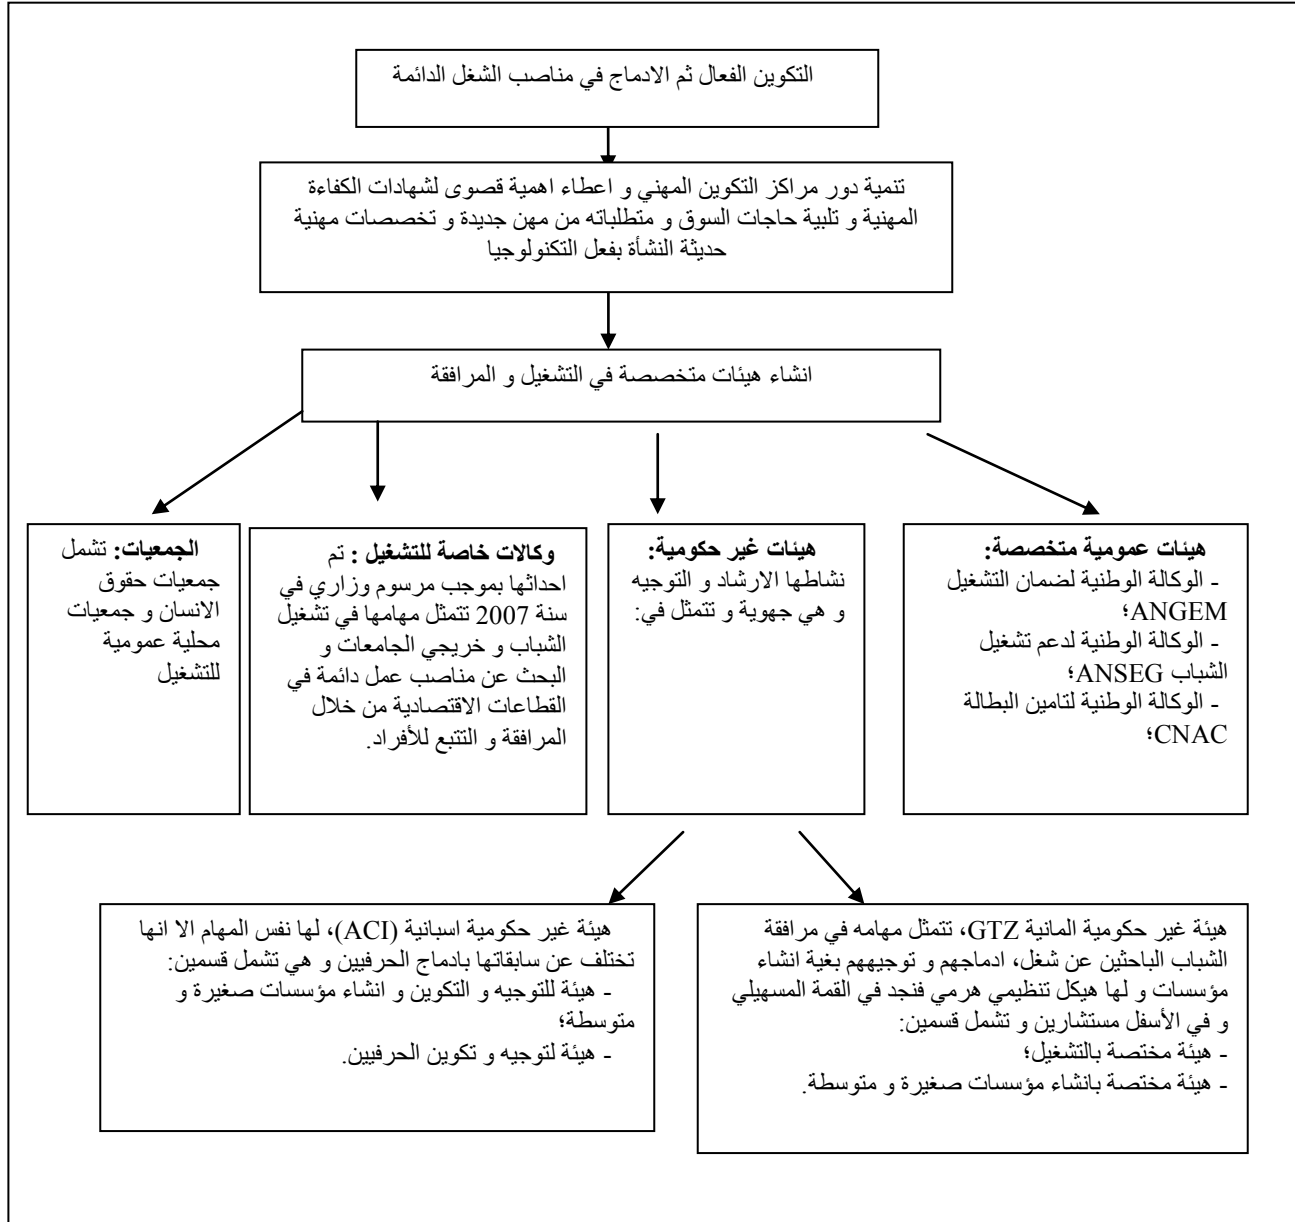 التكوين الفعال ثم الادماج في مناصب الشغل الدائمة
تنمية دور مراكز التكوين المهني و اعطاء اهمية قصوى لشهادات الكفاءة
المهنية و تلبية حاجات السوق و متطلباته من مهن جديدة و تخصصات مهنية
حديثة النشأة بفعل التكنولوجيا
انشاء هيئات متخصصة في التشغيل و المرافقة
هيئات عمومية متخصصة:
- الوكالة الوطنية لضمان التشغيل
ANGEM؛
- الوكالة الوطنية لدعم تشغيل
الشباب ANSEG؛
- الوكالة الوطنية لتامين البطالة
CNAC؛
هيئات غير حكومية:
نشاطها الارشاد و التوجيه
و هي جهوية و تتمثل في:
وكالات خاصة للتشغيل : تم
احداثها بموجب مرسوم وزاري في
سنة 2007 تتمثل مهامها في تشغيل
الشباب و خريجي الجامعات و
البحث عن مناصب عمل دائمة في
القطاعات الاقتصادية من خلال
المرافقة و التتبع للأفراد.
الجمعيات: تشمل
جمعيات حقوق
الانسان و جمعيات
محلية عمومية
للتشغيل
هيئة غير حكومية المانية GTZ، تتمثل مهامه في مرافقة
الشباب الباحثين عن شغل، ادماجهم و توجيههم بغية انشاء
مؤسسات و لها هيكل تنظيمي هرمي فنجد في القمة المسهيلي
و في الأسفل مستشارين و تشمل قسمين:
- هيئة مختصة بالتشغيل؛
- هيئة مختصة بانشاء مؤسسات صغيرة و متوسطة.
هيئة غير حكومية اسبانية (ACI)، لها نفس المهام الا انها
تختلف عن سابقاتها بادماج الحرفيين و هي تشمل قسمين:
- هيئة للتوجيه و التكوين و انشاء مؤسسات صغيرة و
متوسطة؛
- هيئة لتوجيه و تكوين الحرفيين.